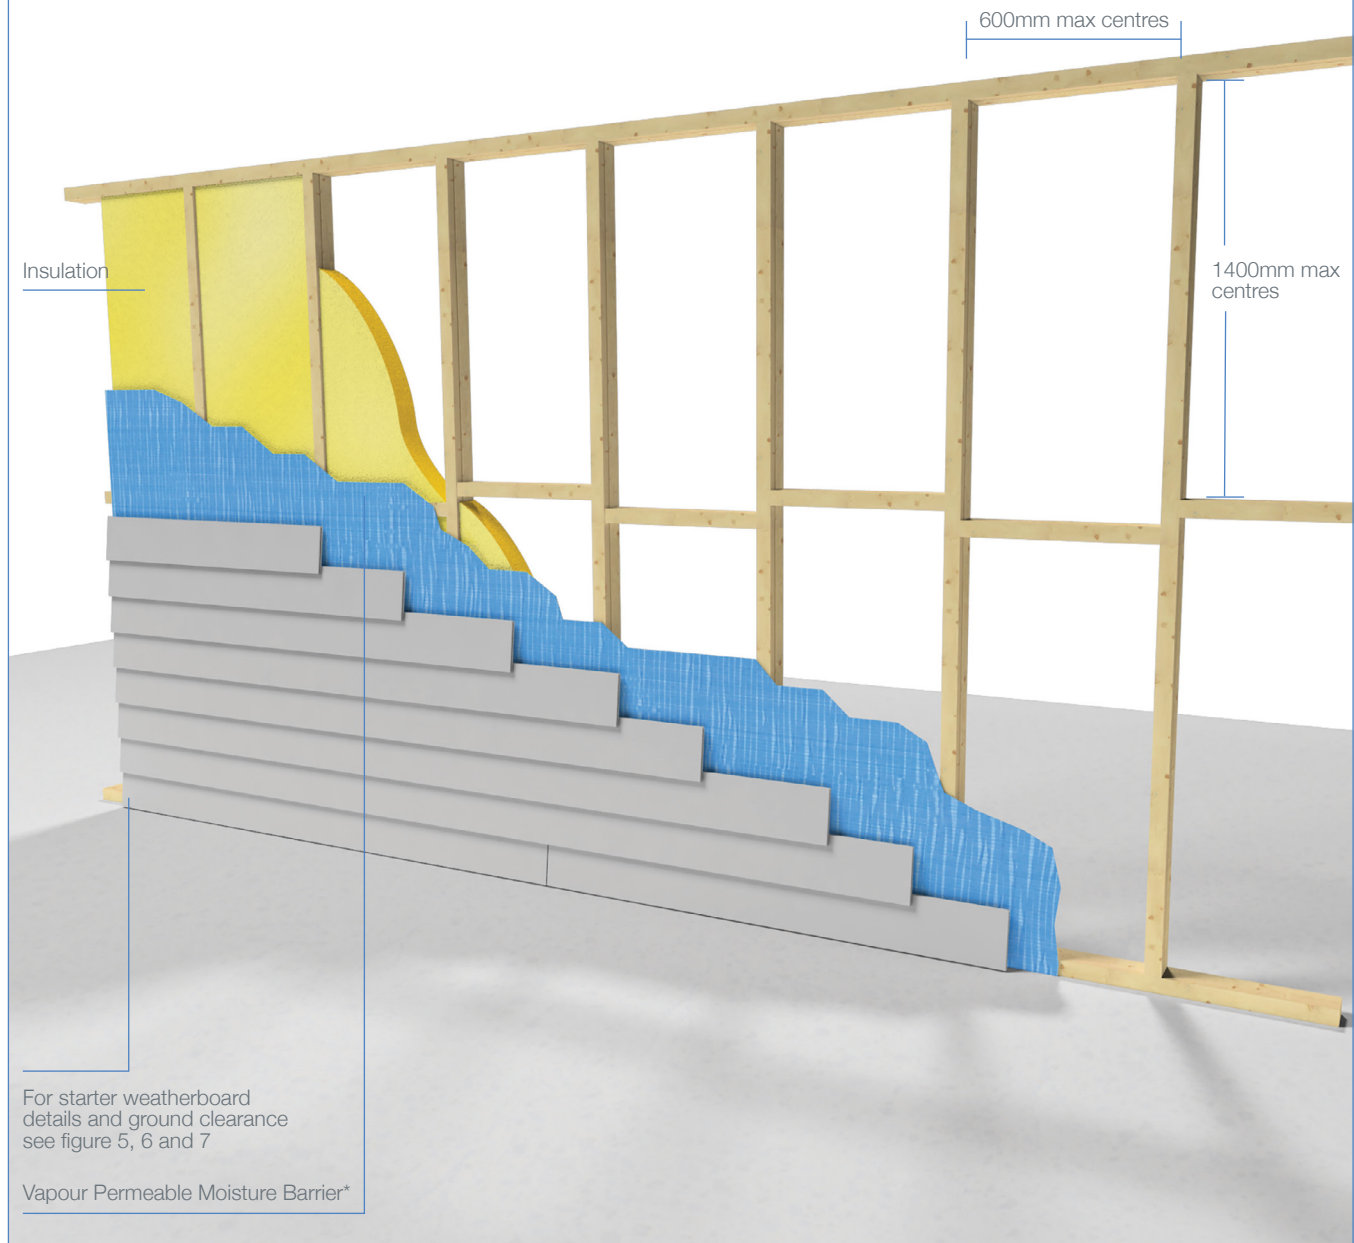 600mm max centres
Insulation
1400mm max
centres
For starter weatherboard
details and ground clearance
see figure 5, 6 and 7
Vapour Permeable Moisture Barrier*